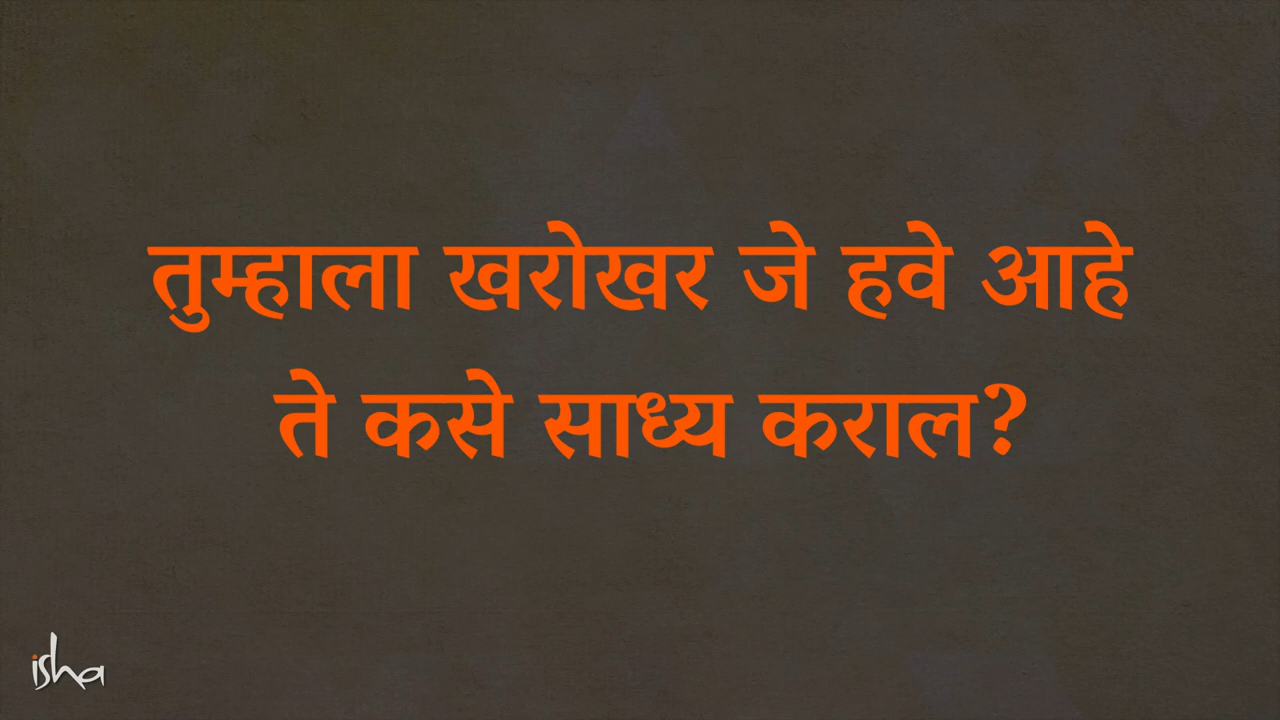 तुम्हाला खरोखर जे हवे आहे
ते कसे साध्य कराल?
isha